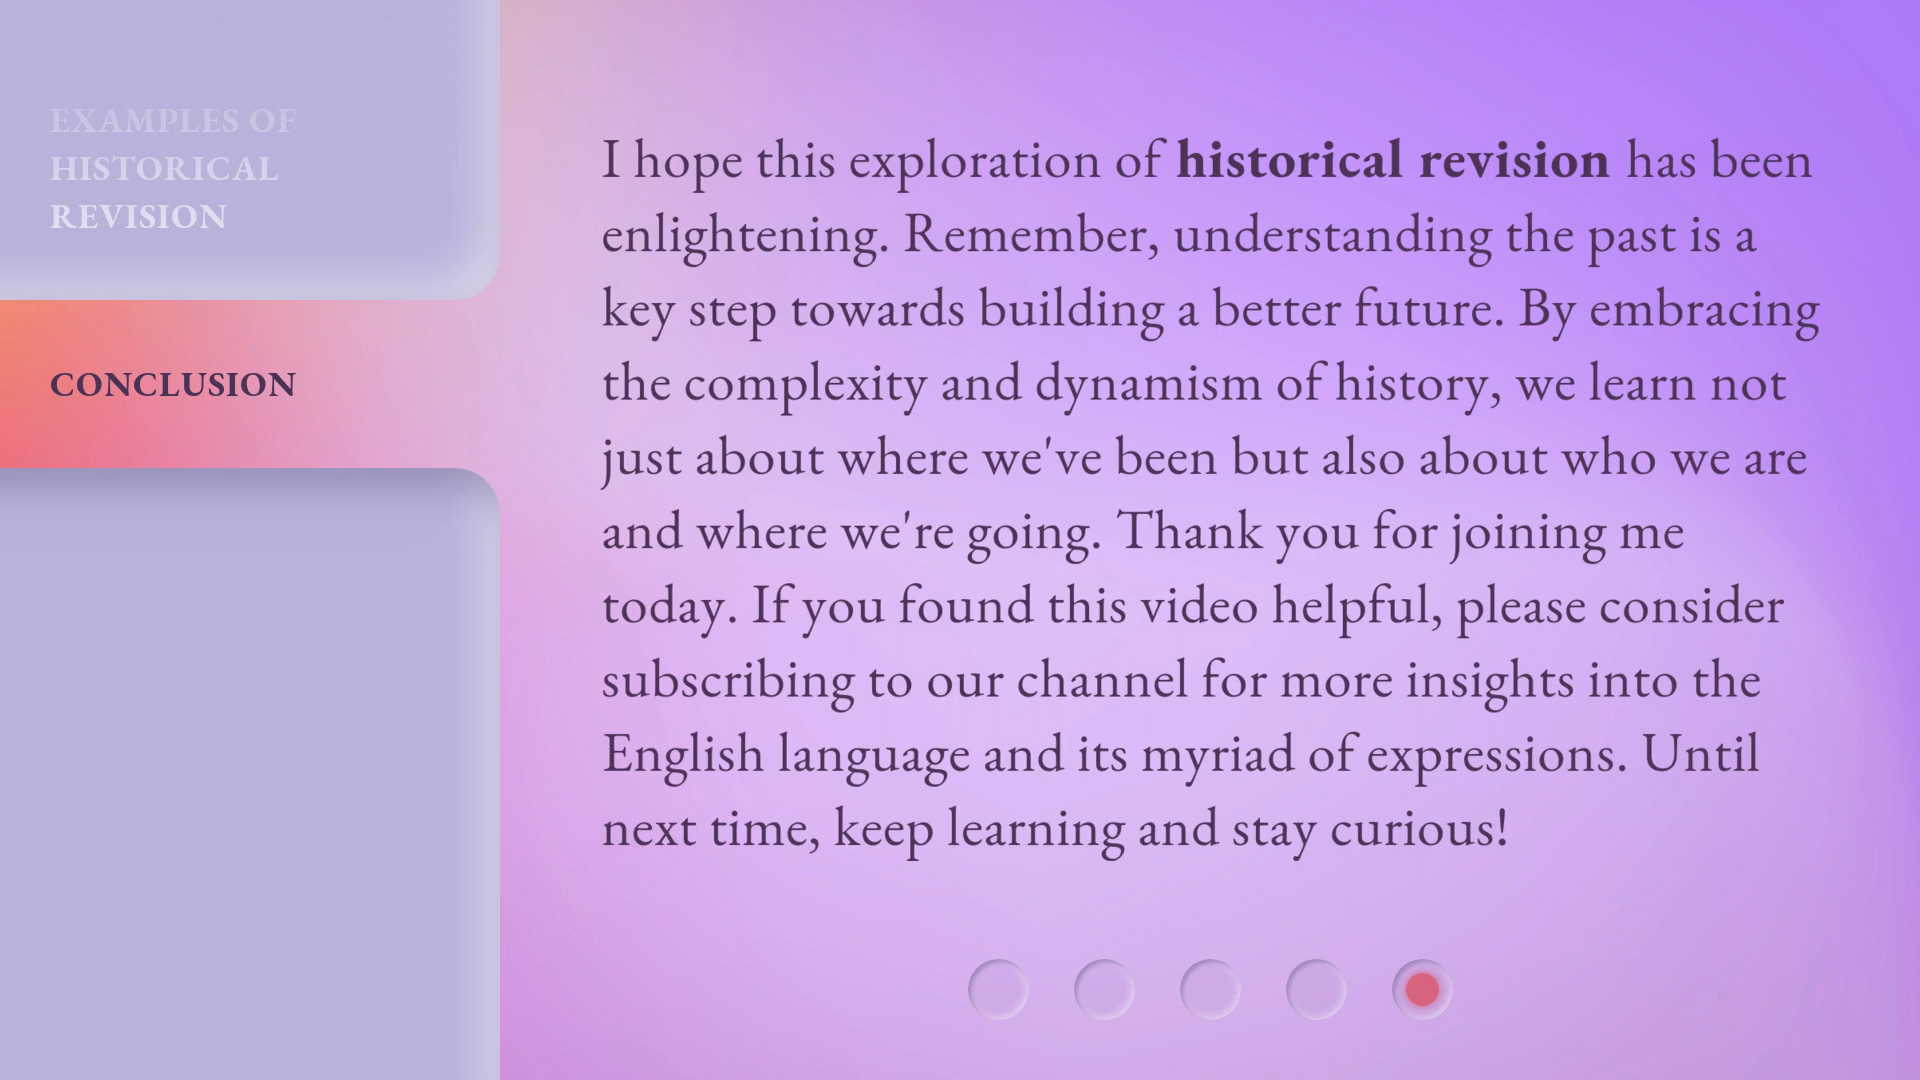 EXAMPLES OF
HISTORICAL
REVISION
CONCLUSION
I hope this exploration of historical revision has been
enlightening. Remember, understanding the past is a
key step towards building a better future. By embracing
the complexity and dynamism of history, we learn not
just about where we've been but also about who we are
and where we're going. Thank you for joining me
today. If you found this video helpful, please consider
subscribing to our channel for more insights into the
English language and its myriad of expressions. Until
next time, keep learning and stay curious!